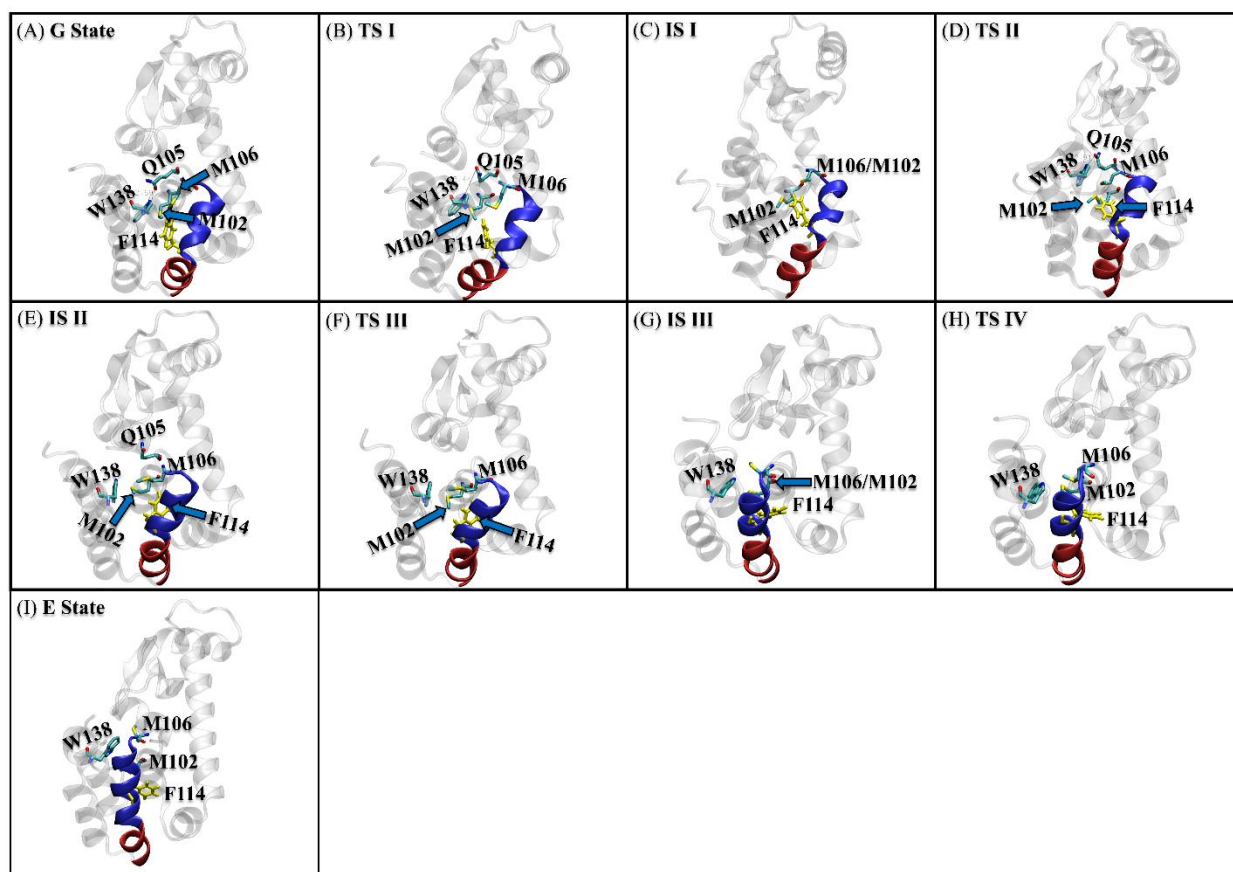 (A) G State
Q105
M106
W138
M102
F114
(B) TS I
Q105
W138
M106
M102
F114
(C) IS I
M106/M102
M102
F114
(D) TS II
Q105
W138
M106
M102
F114
(E) IS II
Q105
W138
M106
M102
F114
(F) TS III
W138
M106
M102
F114
(G) IS III
W138
M106/M102
F114
(H) TS IV
W138
M106
M102
F114
(I) E State
W138
M106
M102
F114